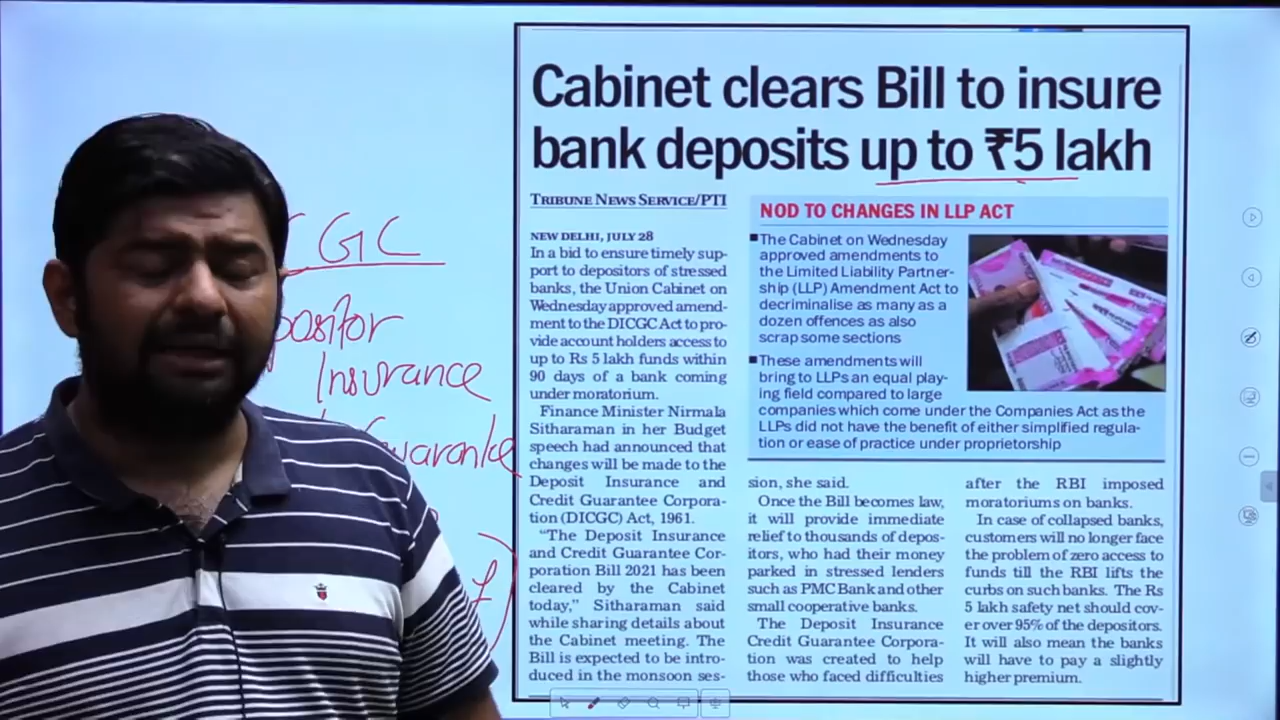 GC
positor
Insurance
Guarantee
Cabinet clears Bill to insure
bank deposits up to ₹5 lakh
TRIBUNE NEWS SERVICE/PTI
NEW DELHI, JULY 28
In a bid to ensure timely sup-
port to depositors of stressed
banks, the Union Cabinet on
Wednesday approved amend-
ment to the DICGC Act to pro-
vide account holders access to
up to Rs 5 lakh funds within
90 days of a bank coming
under moratorium.
Finance Minister Nirmala
Sitharaman in her Budget
speech had announced that
changes will be made to the
Deposit Insurance and
Credit Guarantee Corpora-
tion (DICGC) Act, 1961.
“The Deposit Insurance
and Credit Guarantee Cor-
poration Bill 2021 has been
cleared by the Cabinet
today,” Sitharaman said
while sharing details about
the Cabinet meeting. The
Bill is expected to be intro-
duced in the monsoon ses-
NOD TO CHANGES IN LLP ACT
The Cabinet on Wednesday
approved amendments to
the Limited Liability Partner-
ship (LLP) Amendment Act to
decriminalise as many as a
dozen offences as also
scrap some sections
These amendments will
bring to LLPs an equal play-
ing field compared to large
companies which come under the Companies Act as the
LLPs did not have the benefit of either simplified regula-
tion or ease of practice under proprietorship
sion, she said.
Once the Bill becomes law,
it will provide immediate
relief to thousands of depos-
itors, who had their money
parked in stressed lenders
such as PMC Bank and other
small cooperative banks.
The Deposit Insurance
Credit Guarantee Corpora-
tion was created to help
those who faced difficulties
after the RBI imposed
moratoriums on banks.
In case of collapsed banks,
customers will no longer face
the problem of zero access to
funds till the RBI lifts the
curbs on such banks. The Rs
5 lakh safety net should cov-
er over 95% of the depositors.
It will also mean the banks
will have to pay a slightly
higher premium.